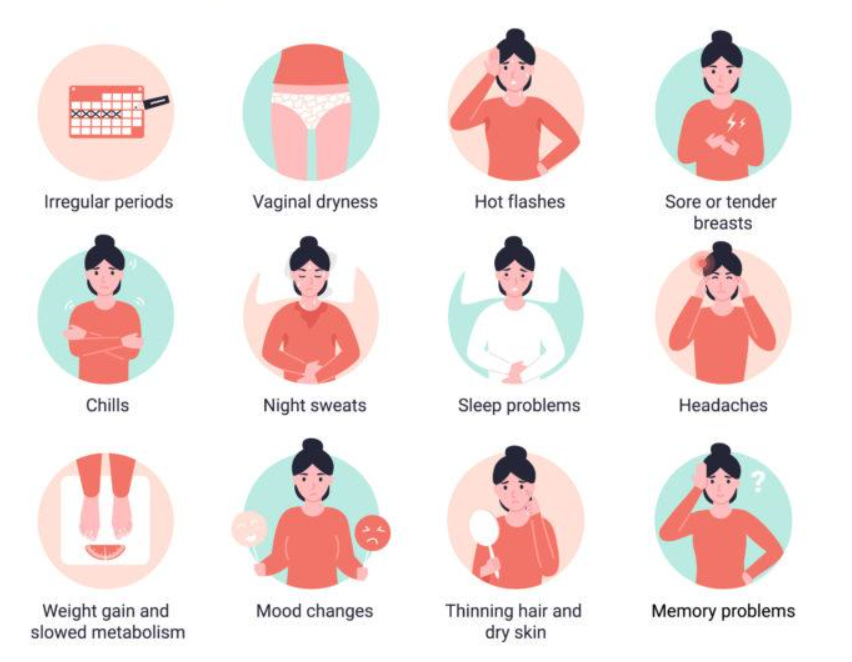 Irregular periods
Vaginal dryness
Hot flashes
Sore or tender
breasts
Chills
Night sweats
Sleep problems
Headaches
Weight gain and
slowed metabolism
Mood changes
Thinning hair and
dry skin
?
Memory problems